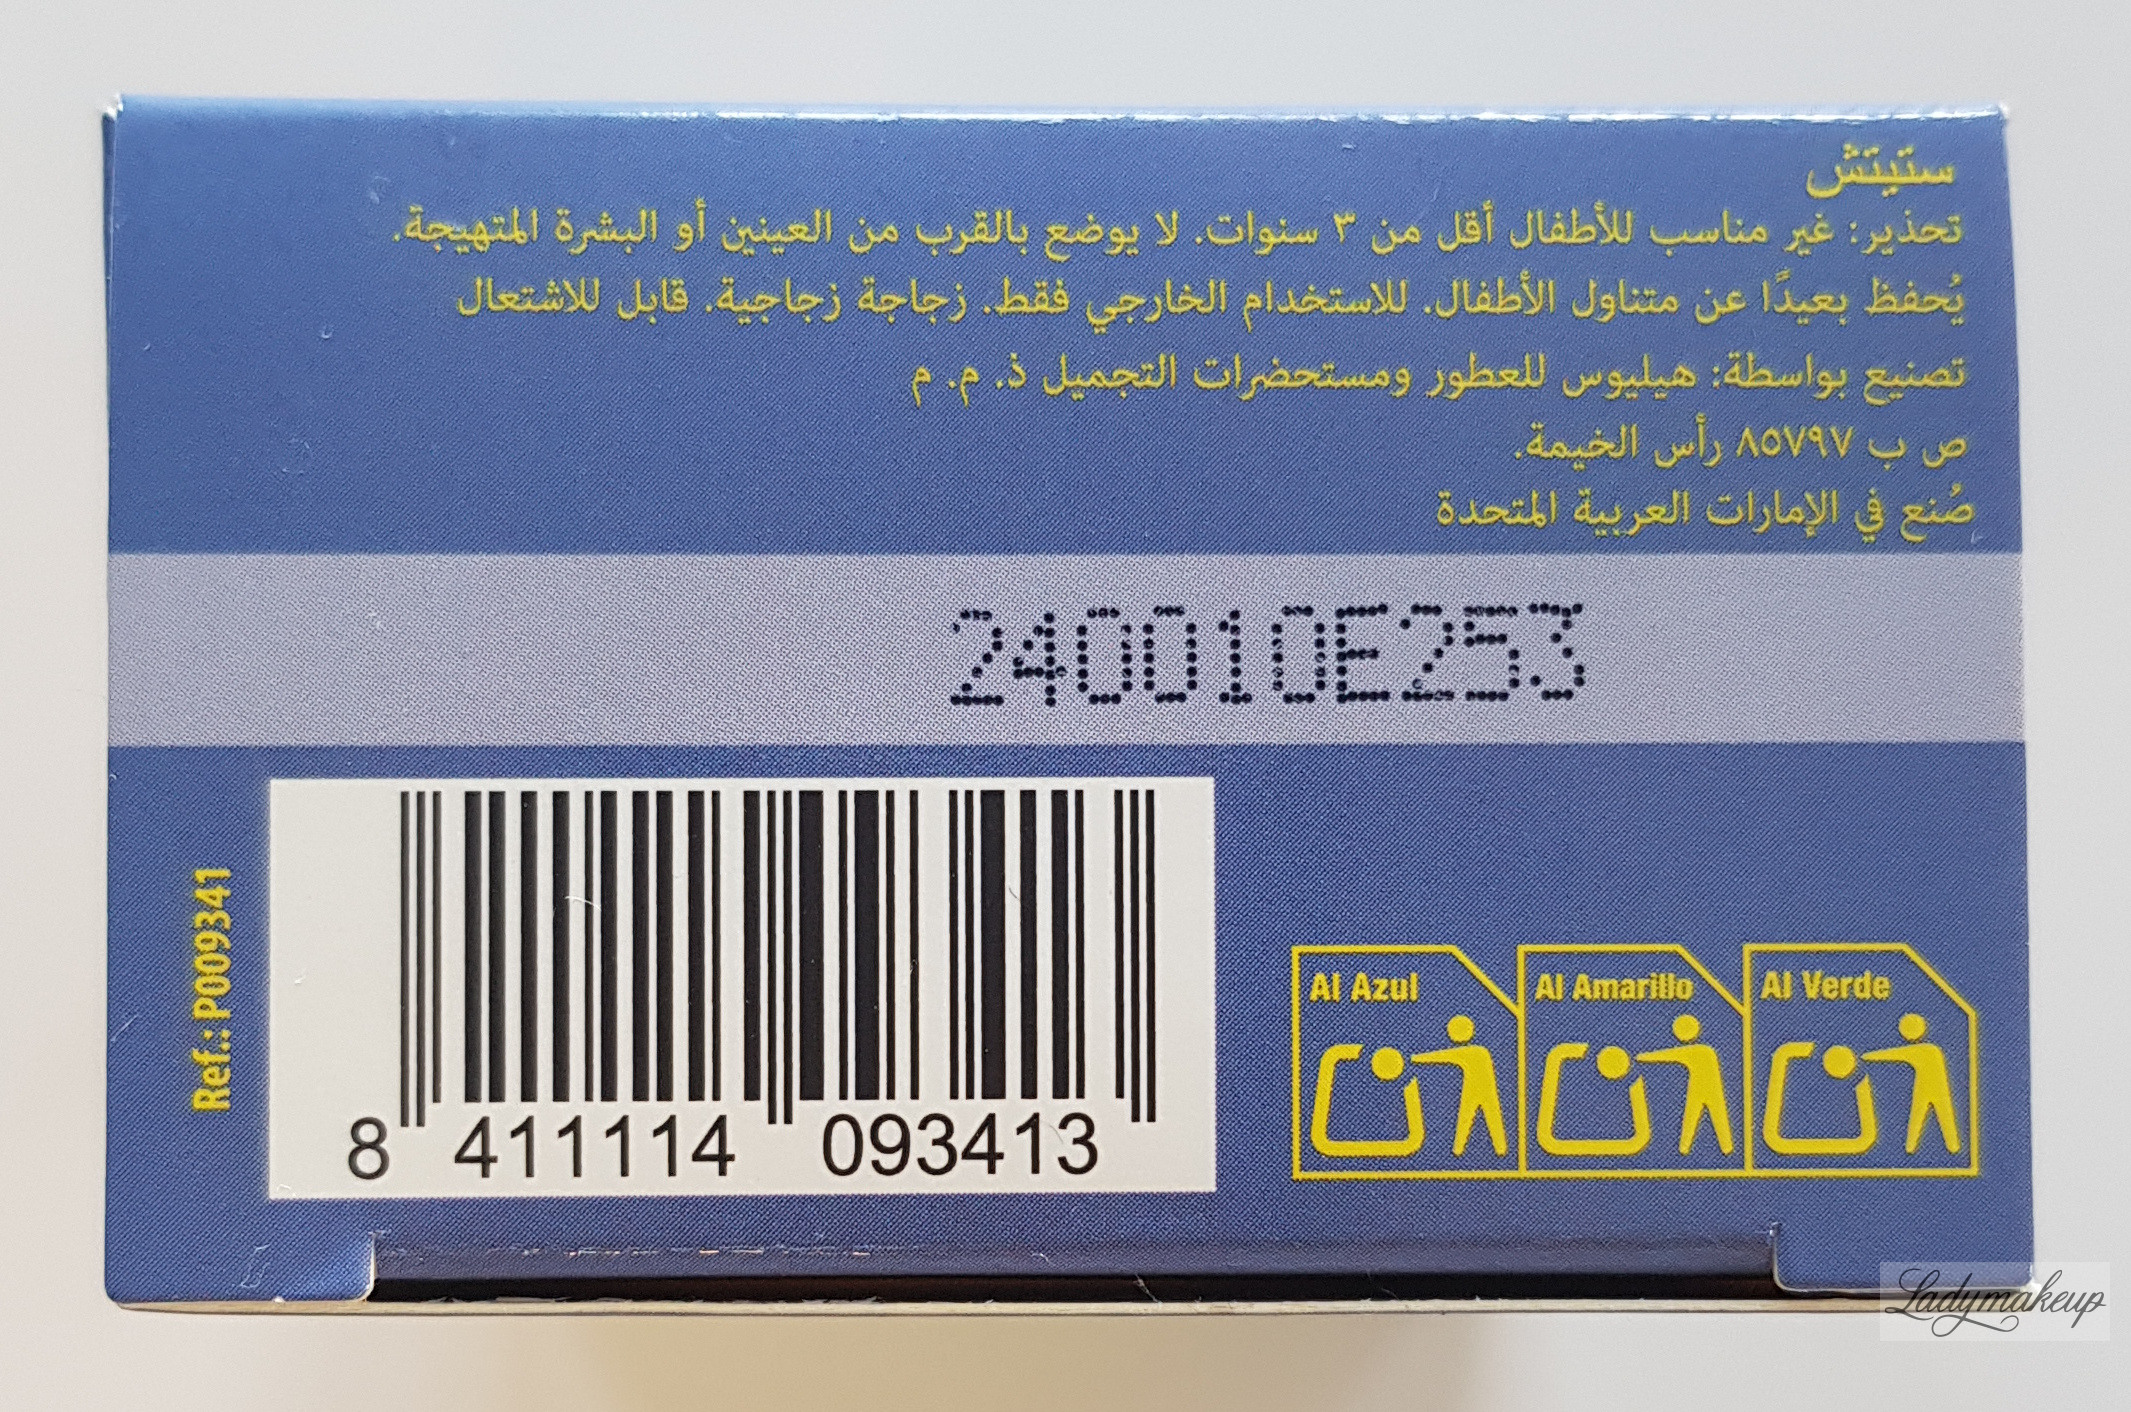 ستيتش
تحذير: غير مناسب للأطفال أقل من ٣ سنوات. لا يوضع بالقرب من العينين أو البشرة المتهيجة.
يُحفظ بعيدًا عن متناول الأطفال. للاستخدام الخارجي فقط. زجاجة زجاجية. قابل للاشتعال
تصنيع بواسطة: هيليوس للعطور ومستحضرات التجميل ذ. م. م
ص ب ٨٥٧٩٧ رأس الخيمة.
صُنع في الإمارات العربية المتحدة
240010E253
Ref.: P009341
8 411114 093413
Al Azul
Al Amarillo
Al Verde
Ladymakeup